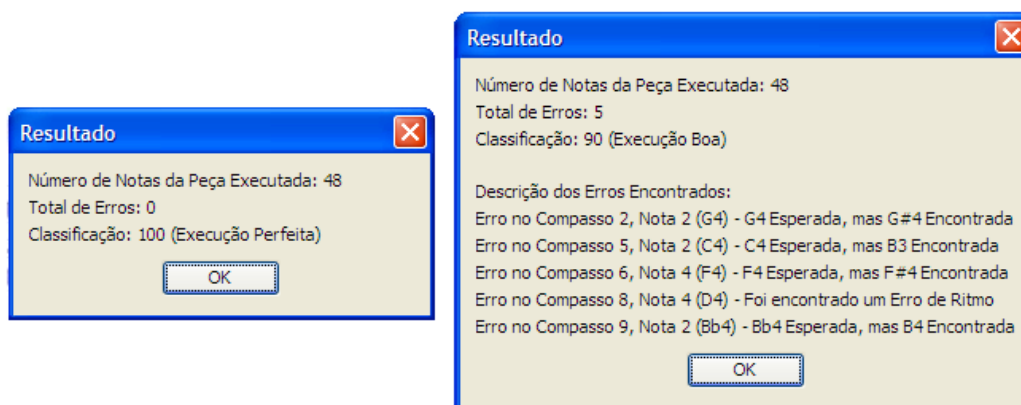 Resultado
Número de Notas da Peça Executada: 48
Total de Erros: 0
Classificação: 100 (Execução Perfeita)
OK
Resultado
Número de Notas da Peça Executada: 48
Total de Erros: 5
Classificação: 90 (Execução Boa)
Descrição dos Erros Encontrados:
Erro no Compasso 2, Nota 2 (G4) - G4 Esperada, mas G#4 Encontrada
Erro no Compasso 5, Nota 2 (C4) - C4 Esperada, mas B3 Encontrada
Erro no Compasso 6, Nota 4 (F4) - F4 Esperada, mas F#4 Encontrada
Erro no Compasso 8, Nota 4 (D4) - Foi encontrado um Erro de Ritmo
Erro no Compasso 9, Nota 2 (Bb4) - Bb4 Esperada, mas B4 Encontrada
OK